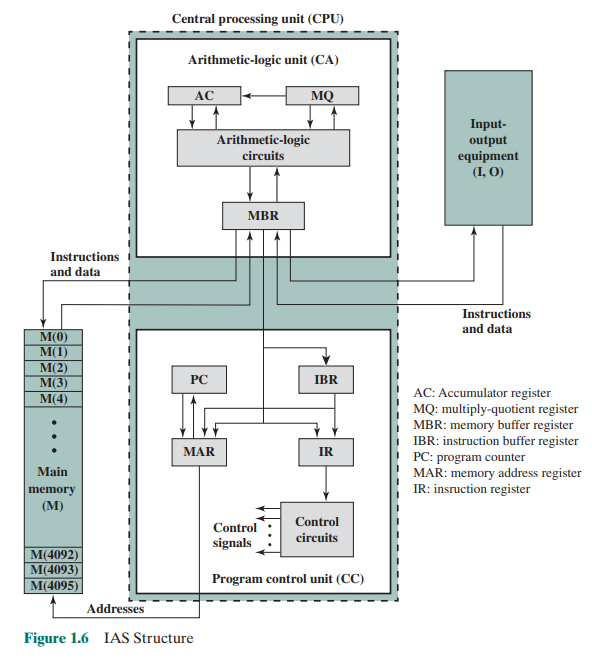 Central processing unit (CPU)
Arithmetic-logic unit (CA)
AC
MQ
Arithmetic-logic
circuits
MBR
Input-
output
equipment
(I, O)
Instructions
and data
Instructions
and data
M(0)
M(1)
M(2)
M(3)
M(4)
Main
memory
(M)
M(4092)
M(4093)
M(4095)
PC
IBR
MAR
IR
Control
signals
Control
circuits
Program control unit (CC)
Addresses
AC: Accumulator register
MQ: multiply-quotient register
MBR: memory buffer register
IBR: instruction buffer register
PC: program counter
MAR: memory address register
IR: insruction register
Figure 1.6 IAS Structure